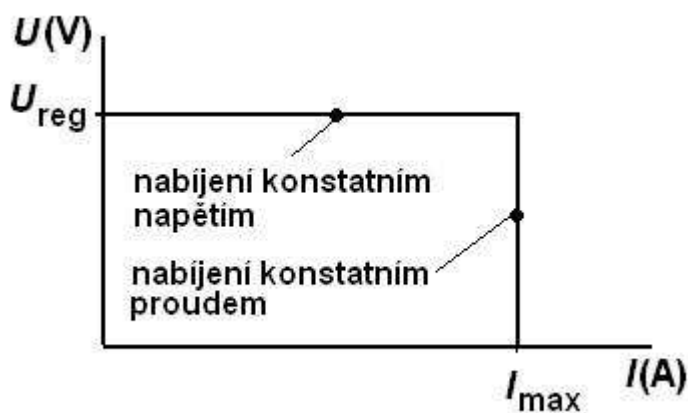 U(V)
Ureg
nabíjení konstatním
napětím
nabíjení konstatním
proudem
Imax
I(A)